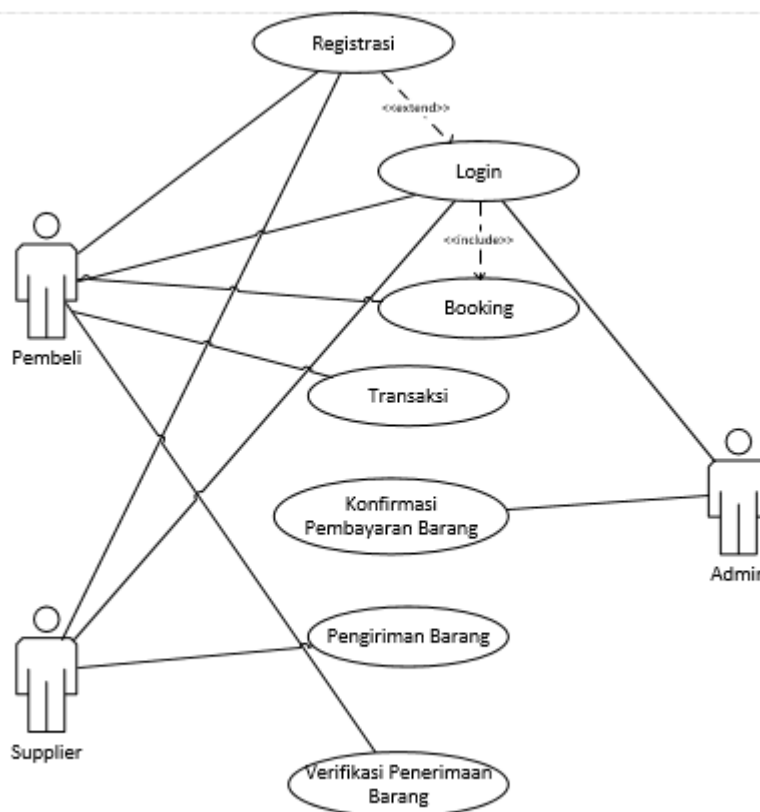 Registrasi
<<extend>>
Login
<<include>>
Booking
Pembeli
Transaksi
Konfirmasi
Pembayaran Barang
Admin
Pengiriman Barang
Supplier
Verifikasi Penerimaan
Barang